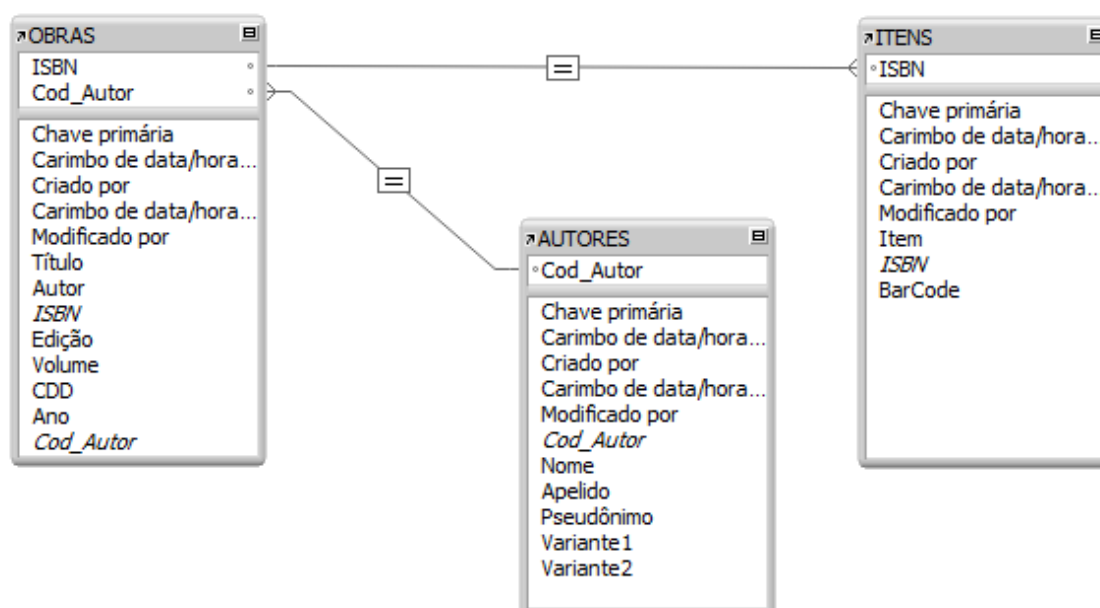 OBRAS
ISBN
Cod_Autor
Chave primária
Carimbo de data/hora...
Criado por
Carimbo de data/hora...
Modificado por
Título
Autor
ISBN
Edição
Volume
CDD
Ano
Cod_Autor
=
=
AUTORES
Cod_Autor
Chave primária
Carimbo de data/hora...
Criado por
Carimbo de data/hora...
Modificado por
Cod_Autor
Nome
Apelido
Pseudônimo
Variante1
Variante2
ITENS
ISBN
Chave primária
Carimbo de data/hora...
Criado por
Carimbo de data/hora...
Modificado por
Item
ISBN
BarCode